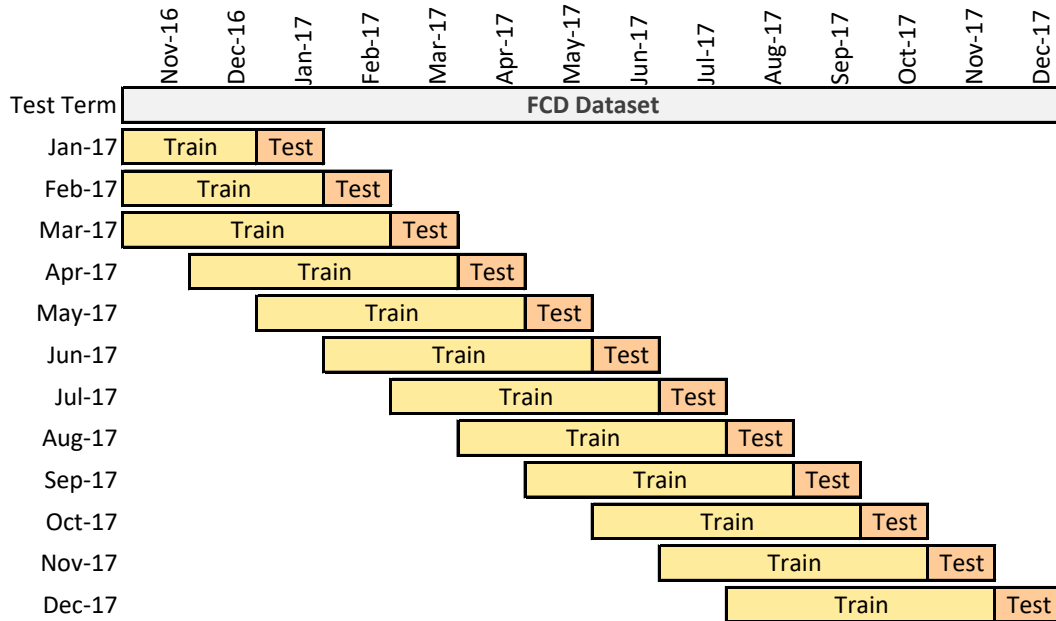 Nov-16 Dec-16 Jan-17 Feb-17 Mar-17 Apr-17 May-17 Jun-17 Jul-17 Aug-17 Sep-17 Oct-17 Nov-17 Dec-17
Test Term FCD Dataset
Jan-17 Train Test
Feb-17 Train Test
Mar-17 Train Test
Apr-17 Train Test
May-17 Train Test
Jun-17 Train Test
Jul-17 Train Test
Aug-17 Train Test
Sep-17 Train Test
Oct-17 Train Test
Nov-17 Train Test
Dec-17 Train Test